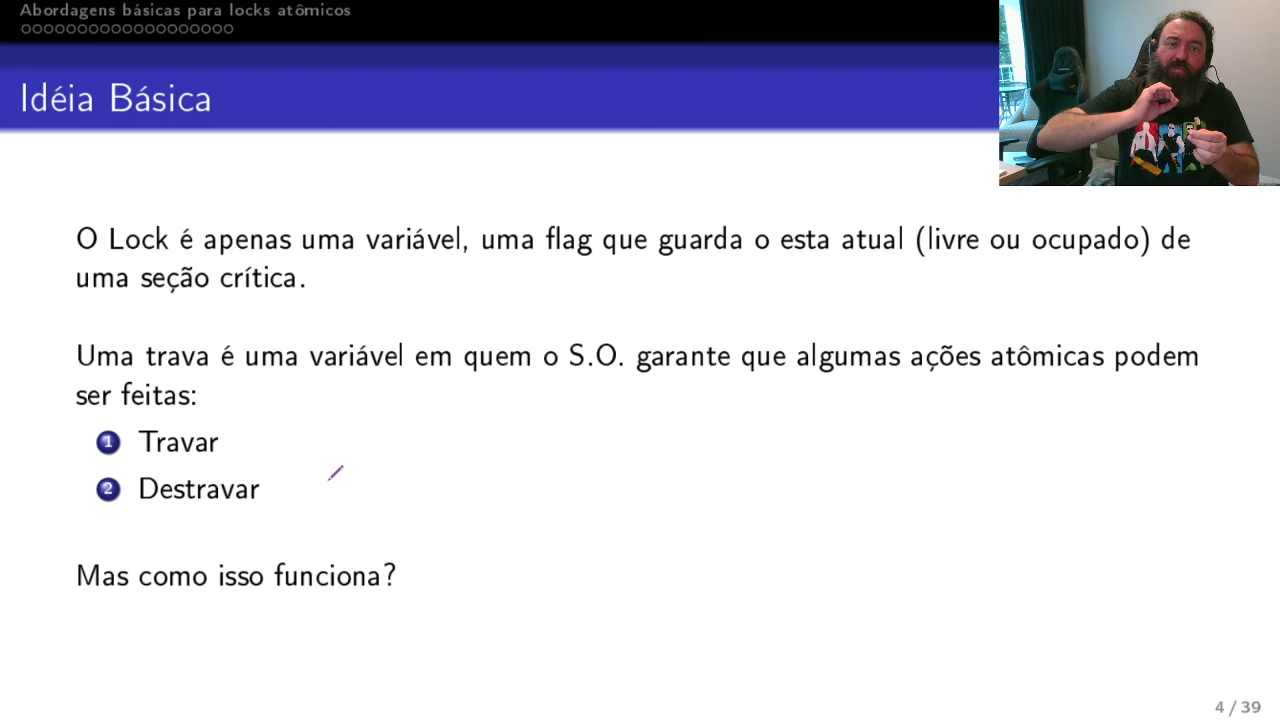 Abordagens básicas para locks atômicos
Idéia Básica
O Lock é apenas uma variável, uma flag que guarda o esta atual (livre ou ocupado) de
uma seção crítica.
Uma trava é uma variável em quem o S.O. garante que algumas ações atômicas podem
ser feitas:
1 Travar
2 Destravar
Mas como isso funciona?
4 / 39